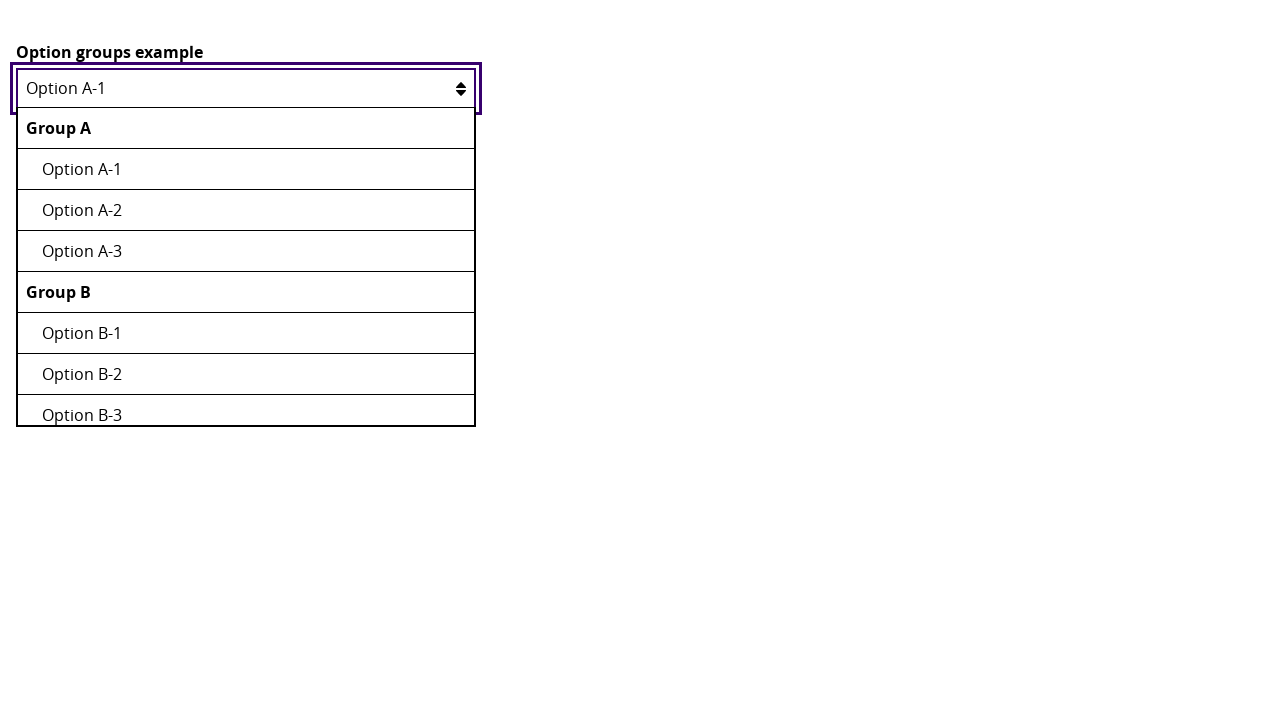 Option groups example
Option A-1
Group A
Option A-1
Option A-2
Option A-3
Group B
Option B-1
Option B-2
Option B-3